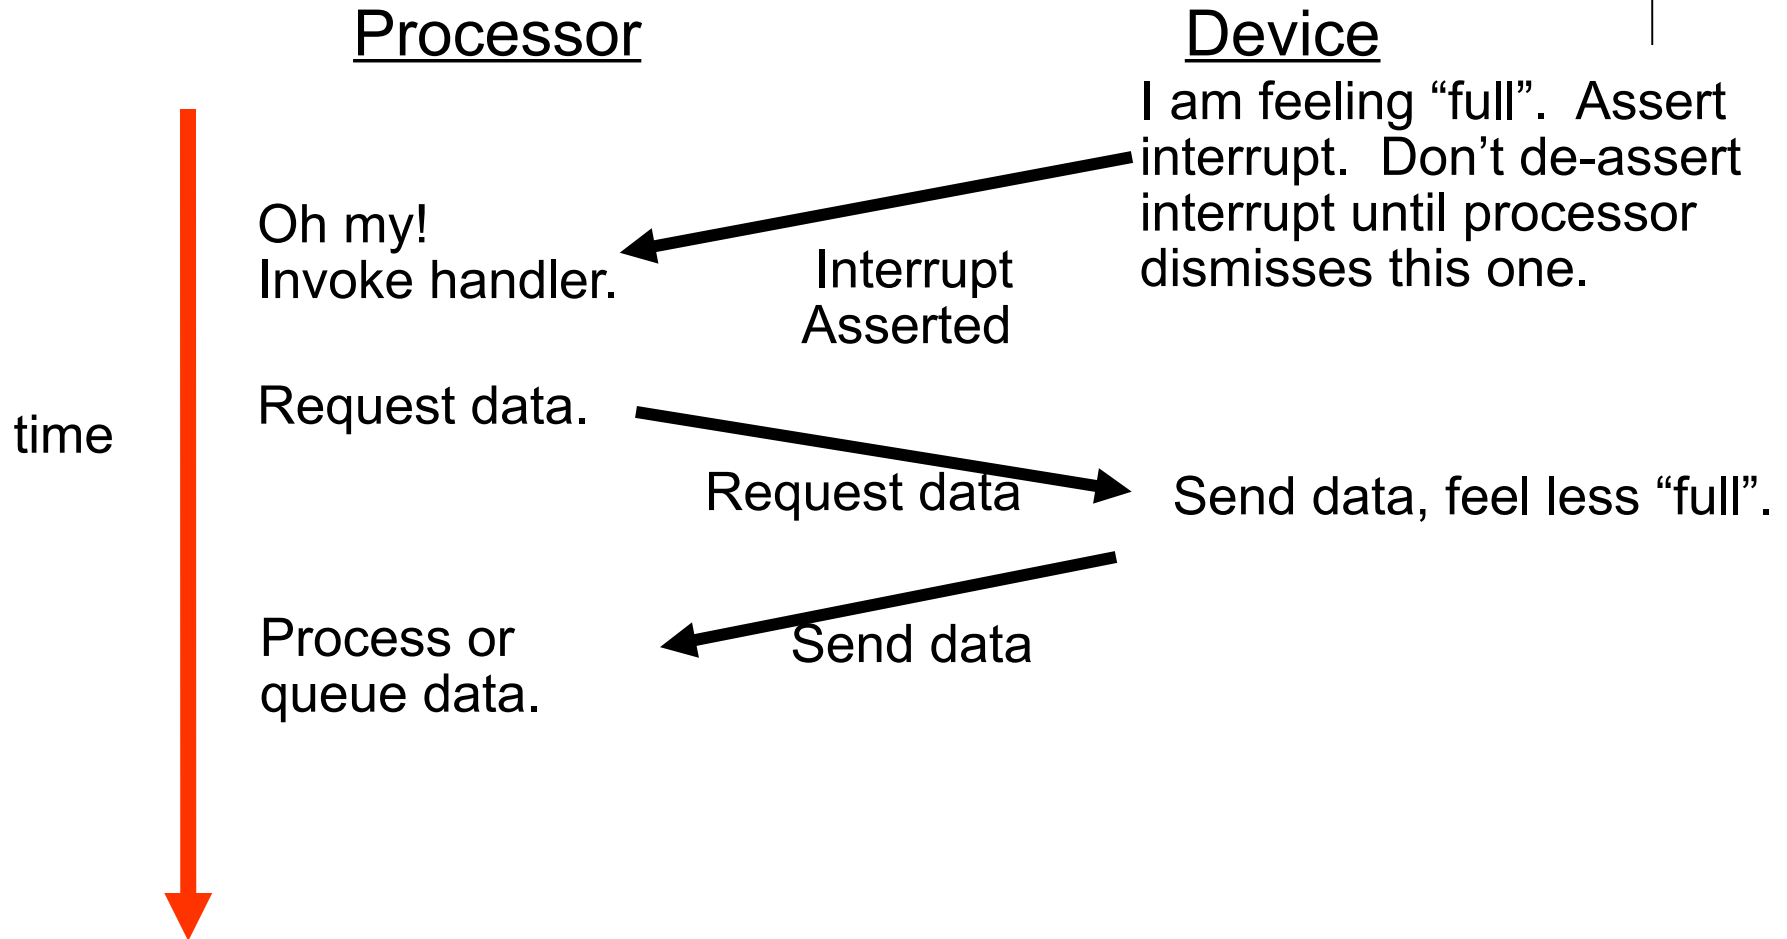 Processor
Device
I am feeling “full”.  Assert
interrupt.  Don’t de-assert
interrupt until processor
dismisses this one.
Oh my!
Invoke handler.
Interrupt
Asserted
Request data.
time
Request data
Send data, feel less “full”.
Process or
queue data.
Send data